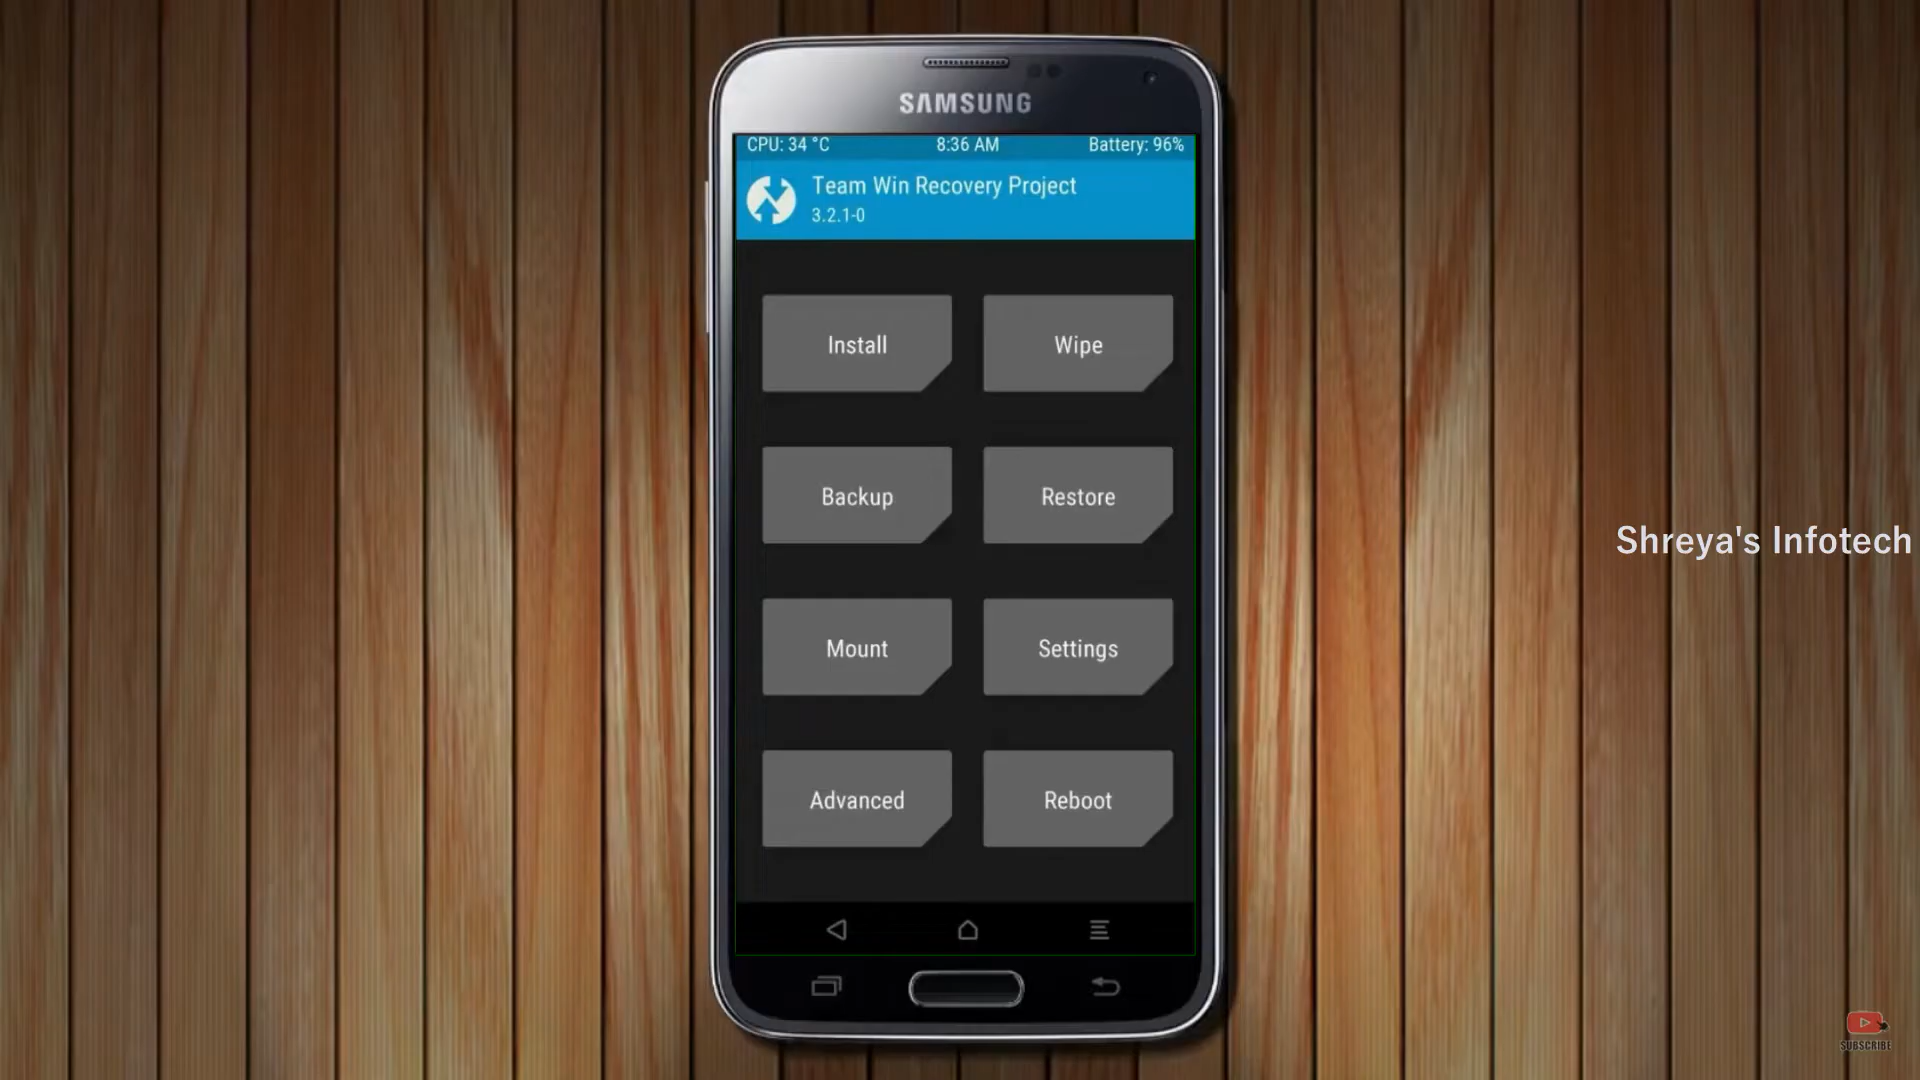 SAMSUNG
CPU: 34 °C 8:36 AM Battery: 96%
Team Win Recovery Project
3.2.1-0
Install Wipe
Backup Restore
Mount Settings
Advanced Reboot
Shreya's Infotech
SUBSCRIBE